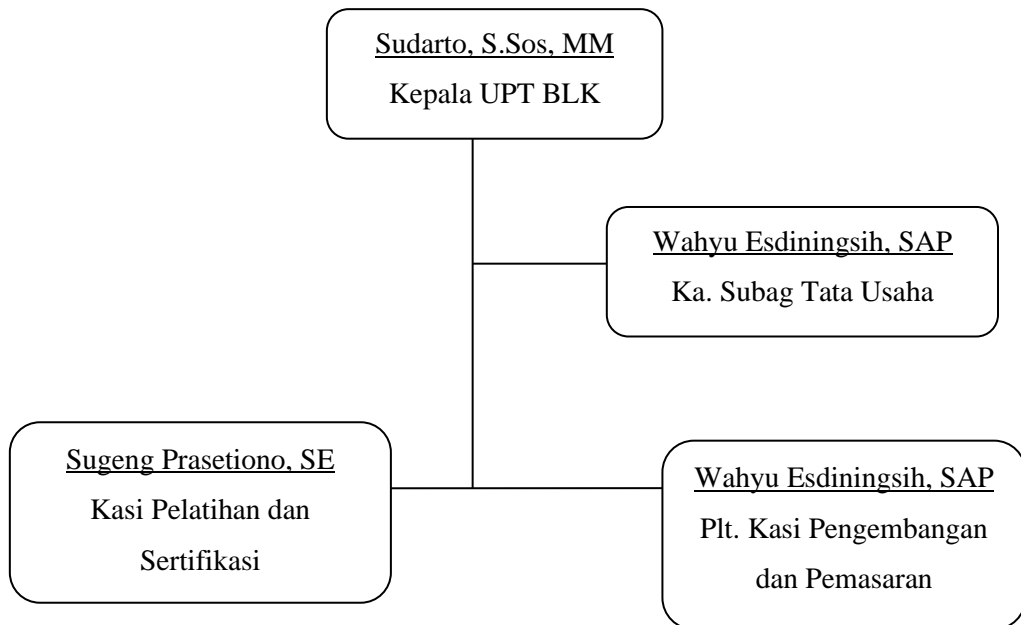 Sudarto, S.Sos, MM
Kepala UPT BLK
Wahyu Esdiningsih, SAP
Ka. Subag Tata Usaha
Sugeng Prasetiono, SE
Kasi Pelatihan dan
Sertifikasi
Wahyu Esdiningsih, SAP
Plt. Kasi Pengembangan
dan Pemasaran